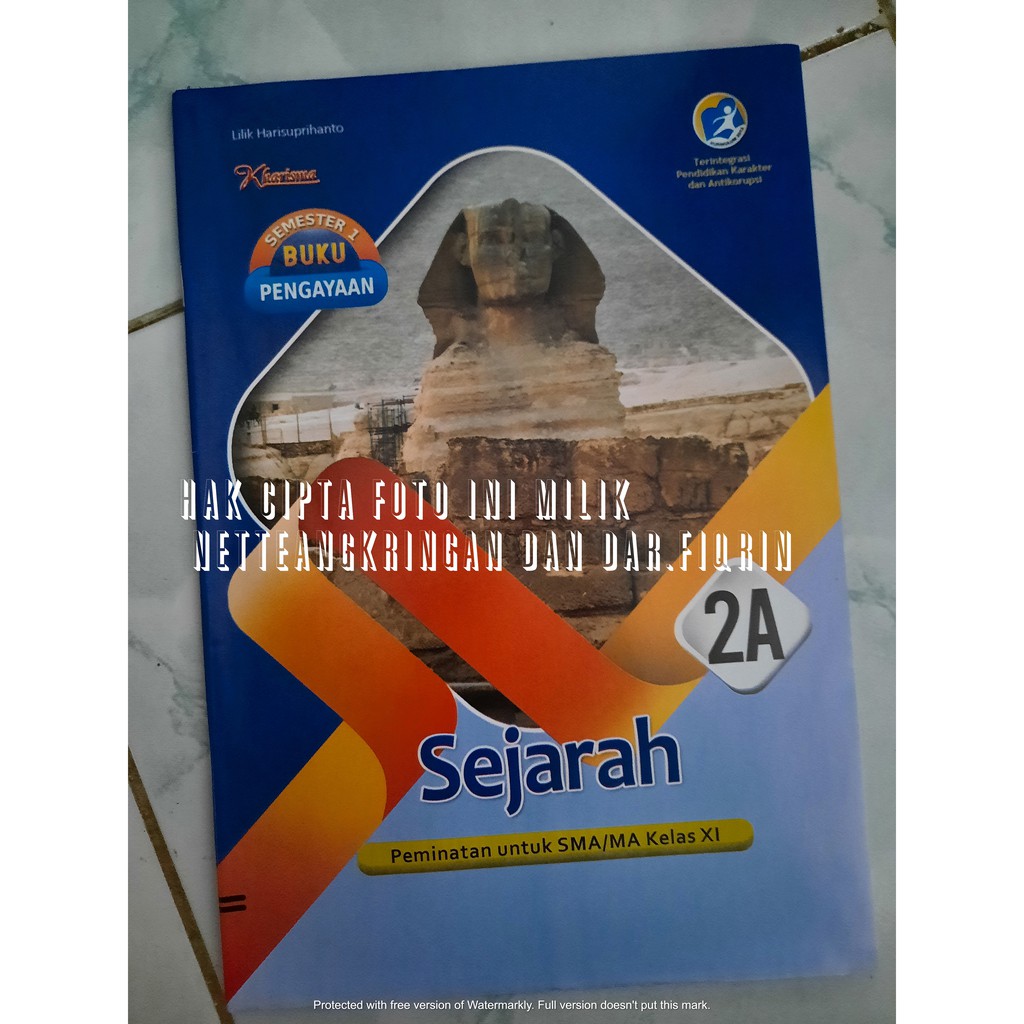 Lilik Harisuprihanto
Kharisma
SEMESTER 1
BUKU
PENGAYAAN
Terintegrasi
Pendidikan Karakter
dan Antikorupsi
HAK CIPTA FOTO INI MILIK
NETTEANGKRINGAN DAN DAR.FIQRIN
2A
Sejarah
Peminatan untuk SMA/MA Kelas XI
Protected with free version of Watermarkly. Full version doesn't put this mark.